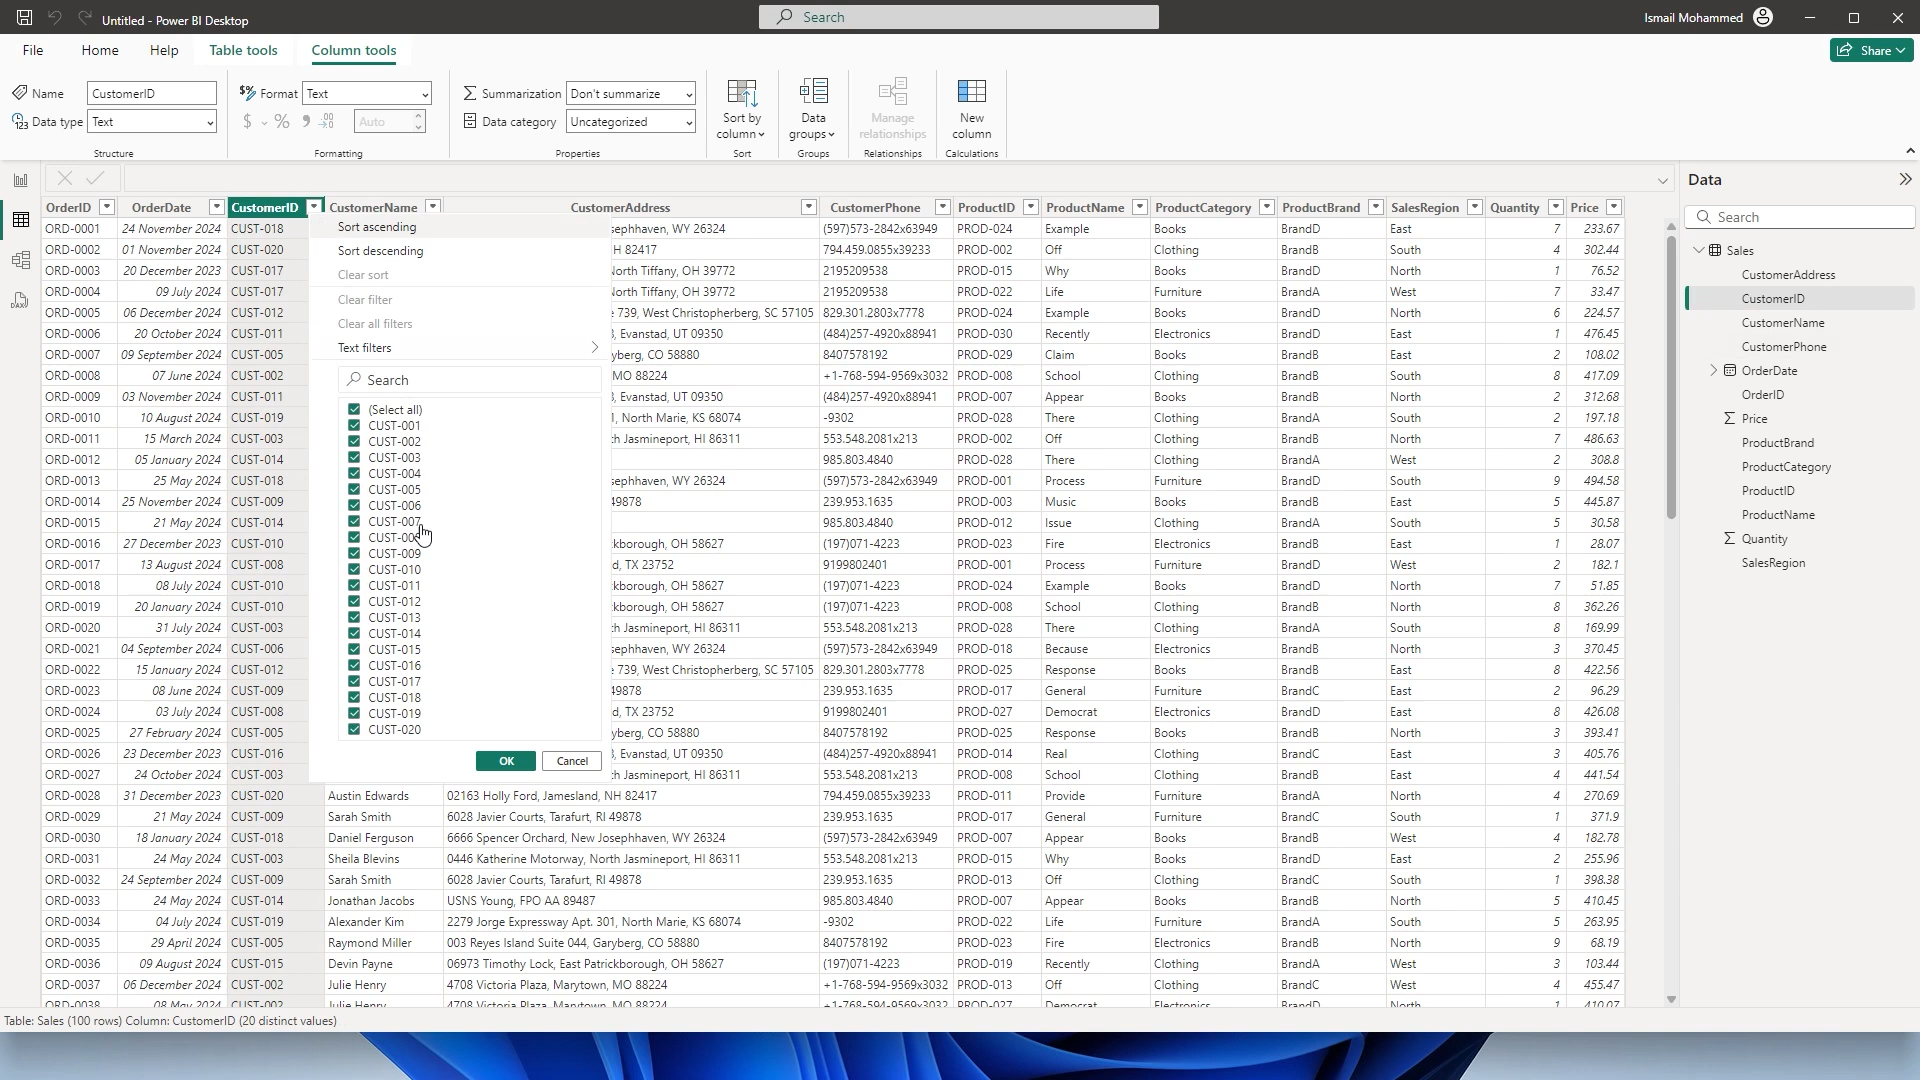 Untitled - Power BI Desktop
Search
Ismail Mohammed
File Home Help Table tools Column tools
Share
Name CustomerID
Format Text
Summarization Don't summarize
Data type Text
$ % Auto
Data category Uncategorized
Sort by column
Data groups
Manage relationships
New column
Structure Formatting Properties Sort Groups Relationships Calculations
OrderID OrderDate CustomerID CustomerName CustomerAddress CustomerPhone ProductID ProductName ProductCategory ProductBrand SalesRegion Quantity Price
ORD-0001 24 November 2024 CUST-018 sephhaven, WY 26324 (597)573-2842x63949 PROD-024 Example Books BrandD East 7 233.67
ORD-0002 01 November 2024 CUST-020 H 82417 794.459.0855x39233 PROD-002 Off Clothing BrandB South 4 302.44
ORD-0003 20 December 2023 CUST-017 North Tiffany, OH 39772 2195209538 PROD-015 Why Books BrandD North 1 76.52
ORD-0004 09 July 2024 CUST-017 North Tiffany, OH 39772 2195209538 PROD-022 Life Furniture BrandA West 7 33.47
ORD-0005 06 December 2024 CUST-012 739, West Christopherberg, SC 57105 829.301.2803x7778 PROD-024 Example Books BrandD North 6 224.57
ORD-0006 20 October 2024 CUST-011 , Evanstad, UT 09350 (484)257-4920x88941 PROD-030 Recently Electronics BrandD East 1 476.45
ORD-0007 09 September 2024 CUST-005 yberg, CO 58880 8407578192 PROD-029 Claim Books BrandB East 2 108.02
ORD-0008 07 June 2024 CUST-002 MO 88224 +1-768-594-9569x3032 PROD-008 School Clothing BrandB South 8 417.09
ORD-0009 03 November 2024 CUST-011 , Evanstad, UT 09350 (484)257-4920x88941 PROD-007 Appear Books BrandB North 2 312.68
ORD-0010 10 August 2024 CUST-019 1, North Marie, KS 68074 -9302 PROD-028 There Clothing BrandA South 2 197.18
ORD-0011 15 March 2024 CUST-003 th Jasmineport, HI 86311 553.548.2081x213 PROD-002 Off Clothing BrandB North 7 486.63
ORD-0012 05 January 2024 CUST-014 985.803.4840 PROD-028 There Clothing BrandA West 2 308.8
ORD-0013 25 May 2024 CUST-018 sephhaven, WY 26324 (597)573-2842x63949 PROD-001 Process Furniture BrandD South 9 494.58
ORD-0014 25 November 2024 CUST-009 49878 239.953.1635 PROD-003 Music Books BrandB East 5 445.87
ORD-0015 21 May 2024 CUST-014 985.803.4840 PROD-012 Issue Clothing BrandA South 5 30.58
ORD-0016 27 December 2023 CUST-010 kborough, OH 58627 (197)071-4223 PROD-023 Fire Electronics BrandB East 1 28.07
ORD-0017 13 August 2024 CUST-008 d, TX 23752 9199802401 PROD-001 Process Furniture BrandD West 2 182.1
ORD-0018 08 July 2024 CUST-010 kborough, OH 58627 (197)071-4223 PROD-024 Example Books BrandD North 7 51.85
ORD-0019 20 January 2024 CUST-010 kborough, OH 58627 (197)071-4223 PROD-008 School Clothing BrandB North 8 362.26
ORD-0020 31 July 2024 CUST-003 th Jasmineport, HI 86311 553.548.2081x213 PROD-028 There Clothing BrandA South 8 169.99
ORD-0021 04 September 2024 CUST-006 sephhaven, WY 26324 (597)573-2842x63949 PROD-018 Because Electronics BrandB North 3 370.45
ORD-0022 15 January 2024 CUST-012 739, West Christopherberg, SC 57105 829.301.2803x7778 PROD-025 Response Books BrandB East 8 422.56
ORD-0023 08 June 2024 CUST-009 49878 239.953.1635 PROD-017 General Furniture BrandC East 2 96.29
ORD-0024 03 July 2024 CUST-008 d, TX 23752 9199802401 PROD-027 Democrat Electronics BrandD East 8 426.08
ORD-0025 27 February 2024 CUST-005 yberg, CO 58880 8407578192 PROD-025 Response Books BrandB North 3 393.41
ORD-0026 23 December 2024 CUST-016 , Evanstad, UT 09350 (484)257-4920x88941 PROD-014 Real Clothing BrandC East 3 405.76
ORD-0027 24 October 2024 CUST-003 th Jasmineport, HI 86311 553.548.2081x213 PROD-008 School Clothing BrandB East 4 441.54
ORD-0028 31 December 2023 CUST-020 Austin Edwards 02163 Holly Ford, Jamesland, NH 82417 794.459.0855x39233 PROD-011 Provide Furniture BrandA North 4 270.69
ORD-0029 21 May 2024 CUST-009 Sarah Smith 6028 Javier Courts, Tarafurt, RI 49878 239.953.1635 PROD-017 General Furniture BrandC South 1 371.9
ORD-0030 18 January 2024 CUST-018 Daniel Ferguson 6666 Spencer Orchard, New Josephhaven, WY 26324 (597)573-2842x63949 PROD-007 Appear Books BrandB West 4 182.78
ORD-0031 24 May 2024 CUST-003 Sheila Blevins 0446 Katherine Motorway, North Jasmineport, HI 86311 553.548.2081x213 PROD-015 Why Books BrandD East 2 255.96
ORD-0032 24 September 2024 CUST-009 Sarah Smith 6028 Javier Courts, Tarafurt, RI 49878 239.953.1635 PROD-013 Off Clothing BrandC East 1 398.38
ORD-0033 24 May 2024 CUST-014 Jonathan Jacobs USNS Young, FPO AA 89487 985.803.4840 PROD-007 Appear Books BrandB North 5 410.45
ORD-0034 04 July 2024 CUST-019 Alexander Kim 2279 Jorge Expressway Apt. 301, North Marie, KS 68074 -9302 PROD-022 Life Furniture BrandA South 5 263.95
ORD-0035 29 April 2024 CUST-005 Raymond Miller 003 Reyes Island Suite 044, Garyberg, CO 58880 8407578192 PROD-023 Fire Electronics BrandB North 9 68.19
ORD-0036 09 August 2024 CUST-015 Devin Payne 06973 Timothy Lock, East Patrickborough, OH 58627 (197)071-4223 PROD-019 Recently Clothing BrandA West 3 103.44
ORD-0037 06 December 2024 CUST-002 Julie Henry 4708 Victoria Plaza, Marytown, MO 88224 +1-768-594-9569x3032 PROD-013 Off Clothing BrandC West 4 455.47
ORD-0038 08 May 2024 CUST-002 Julie Henry 4708 Victoria Plaza, Marytown, MO 88224 +1-768-594-9569x3032 PROD-027 Democrat Electronics BrandD North 1 410.07
Sort ascending
Sort descending
Clear sort
Clear filter
Clear all filters
Text filters
Search
(Select all)
CUST-001
CUST-002
CUST-003
CUST-004
CUST-005
CUST-006
CUST-007
CUST-00
CUST-009
CUST-010
CUST-011
CUST-012
CUST-013
CUST-014
CUST-015
CUST-016
CUST-017
CUST-018
CUST-019
CUST-020
OK Cancel
Data
Search
Sales
CustomerAddress
CustomerID
CustomerName
CustomerPhone
OrderDate
OrderID
Price
ProductBrand
ProductCategory
ProductID
ProductName
Quantity
SalesRegion
Table: Sales (100 rows) Column: CustomerID (20 distinct values)